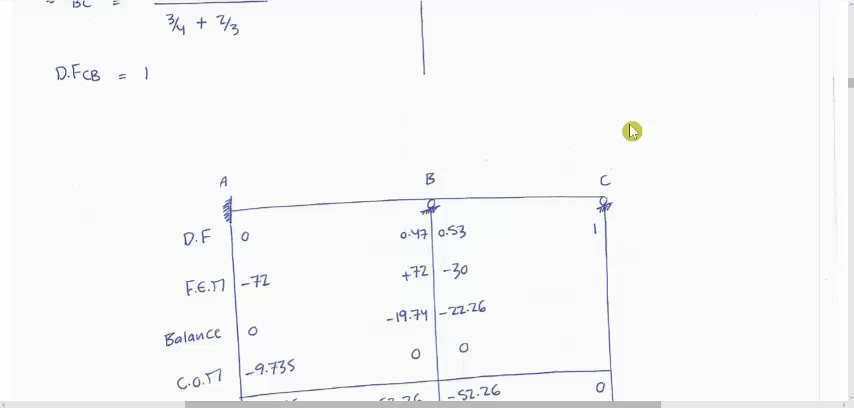 BC =
3/4 + 2/3
D.FCB = 1
A B C
D.F 0 0.47 0.53 1
F.E.M -72 +72 -30
-19.74 -22.26
Balance 0
0 0
C.O.M -9.735
-52.26 0